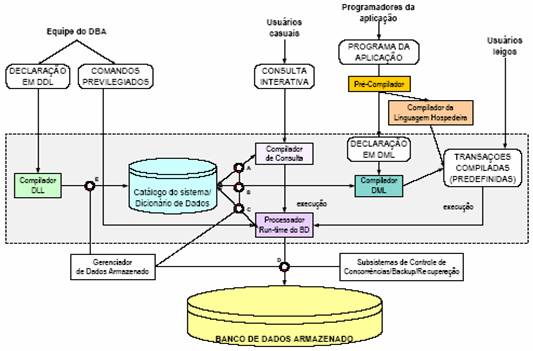 Programadores da
aplicação
Usuários
casuais
Equipe do DBA
Usuários
leigos
PROGRAMA DA
APLICAÇÃO
DECLARAÇÃO
EM DDL
COMANDOS
PREVILEGIADOS
CONSULTA
INTERATIVA
Pré-Compilador
Compilador da
Linguagem Hospedeira
Compilador
de Consulta
DECLARAÇÃO
EM DML
TRANSAÇOES
COMPILADAS
(PREDEFINIDAS)
A
Compilador
DLL
E
Catálogo do sistema/
Dicionário de Dados
B
Compilador
DML
C
execução
execução
Processador
Run-time do BD
Gerenciador
de Dados Armazenado
D
Subsistemas de Controle de
Concorrências/Backup/Recuperação
BANCO DE DADOS ARMAZENADO